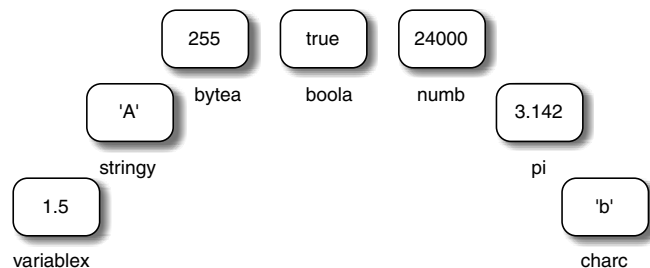 255 true 24000
bytea boola numb
'A' 3.142
stringy pi
1.5 'b'
variablex charc